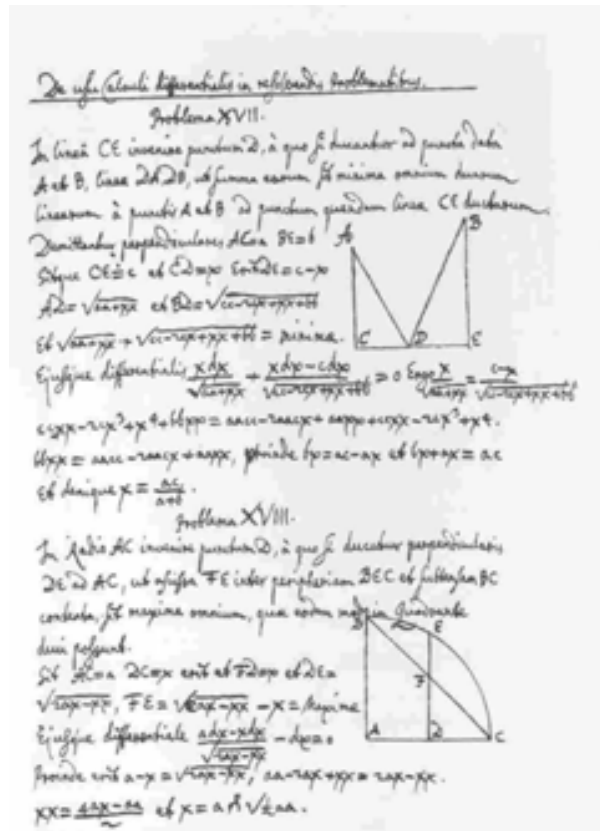 De usu Calculi differentialis in resolvendis problematibus.
Problema XVII.
In linea CE invenire punctum D, à quo si ducantur ad puncta data
A et B, lineæ DA, DB, ut summa earum sit minima omnium duarum
linearum à punctis A et B ad punctum quoddam lineæ CE ductarum.
Demittantur perpendiculares AC=a BE=b
Sitque CE=c et CD=x erit DE=c-x
AD=√aa+xx et BD=√cc-2cx+xx+bb
Et √aa+xx + √cc-2cx+xx+bb = minima.
Ejusque differentialis xdx/√aa+xx + xdx-cdx/√cc-2cx+xx+bb = 0 Ergo x/√aa+xx = c-x/√cc-2cx+xx+bb
ccxx-2cx³+x⁴+bbxx = aacc-2aacx+aaxx+ccxx-2cx³+x⁴.
bbxx = aacc-2aacx+aaxx, proinde bx=ac-ax et bx+ax=ac
Et denique x = ac/a+b.
A
B
C
D
E
Problema XVIII.
In Radio AC invenire punctum D, à quo si ducatur perpendicularis
DE ad AC, ut FE inter peripheriam BEC et subtensam BC
contenta, sit maxima omnium, quæ eodem Quadrante
duci possunt.
Sit AC=a DC=x erit et FD=x et DE=
√2ax-xx, FE=√2ax-xx - x = Maxima
Ejusque differentiale adx-xdx/√2ax-xx - dx=0
Proinde erit a-x=√2ax-xx, aa-2ax+xx=2ax-xx.
xx= 4ax-aa/2 et x=a √½aa.
B
E
F
A
D
C